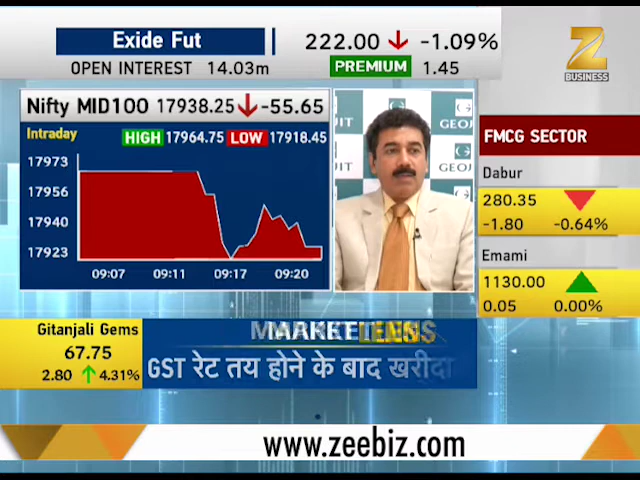 Exide Fut
222.00 -1.09%
OPEN INTEREST 14.03m
PREMIUM 1.45
Z
BUSINESS
Nifty MID100 17938.25 -55.65
Intraday
HIGH 17964.75 LOW 17918.45
17973
17956
17940
17923
09:07 09:11 09:17 09:20
GEOJ
FMCG SECTOR
Dabur
280.35
-1.80 -0.64%
Emami
1130.00
0.05 0.00%
Gitanjali Gems
67.75
2.80 4.31%
GST रेट तय होने के बाद खरीदा
www.zeebiz.com